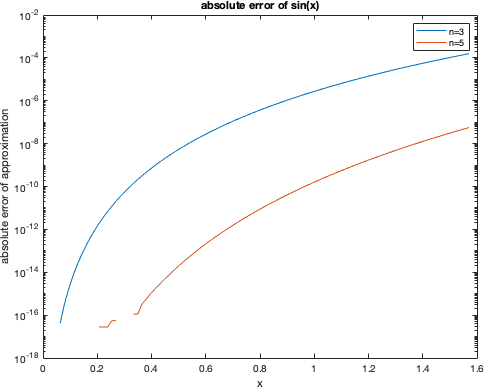 absolute error of sin(x)
n=3
n=5
absolute error of approximation
10^-2
10^-4
10^-6
10^-8
10^-10
10^-12
10^-14
10^-16
10^-18
0 0.2 0.4 0.6 0.8 1 1.2 1.4 1.6
x